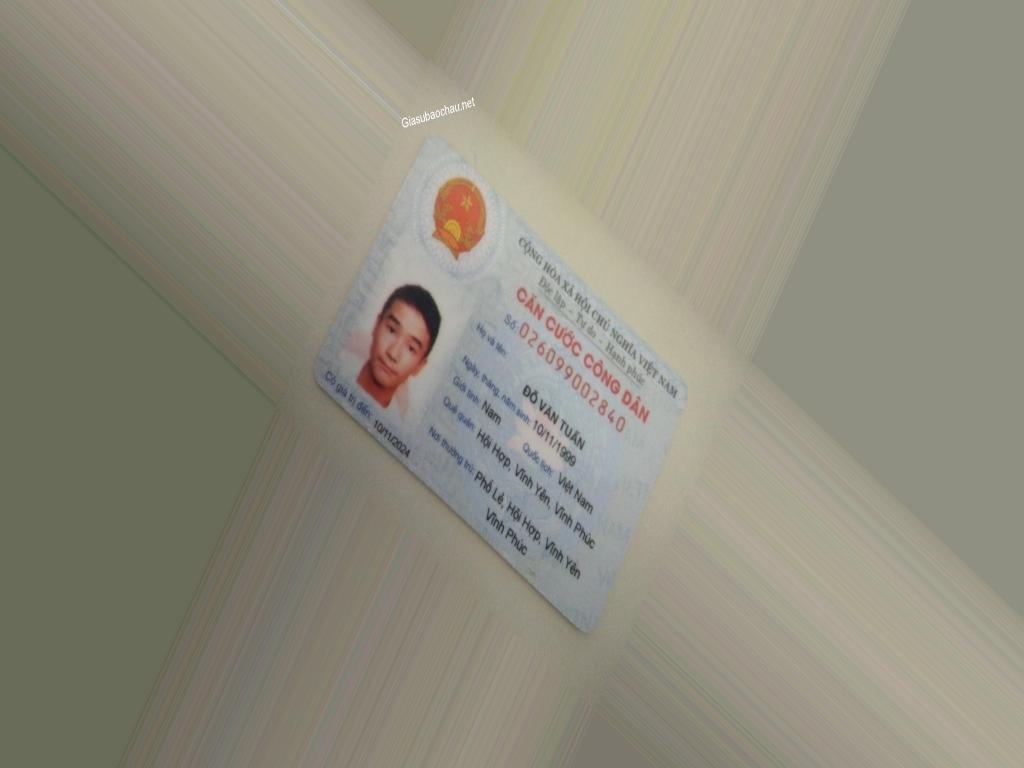 Giasubaochau.net
CỘNG HÒA XÃ HỘI CHỦ NGHĨA VIỆT NAM
Độc lập - Tự do - Hạnh phúc
CĂN CƯỚC CÔNG DÂN
Số: 026099002840
Họ và tên:
ĐỖ VĂN TUẤN
Ngày, tháng, năm sinh: 10/11/1999
Giới tính: Nam Quốc tịch: Việt Nam
Quê quán: Hội Hợp, Vĩnh Yên, Vĩnh Phúc
Nơi thường trú: Phố Lẻ, Hội Hợp, Vĩnh Yên
Vĩnh Phúc
Có giá trị đến: 10/11/2024